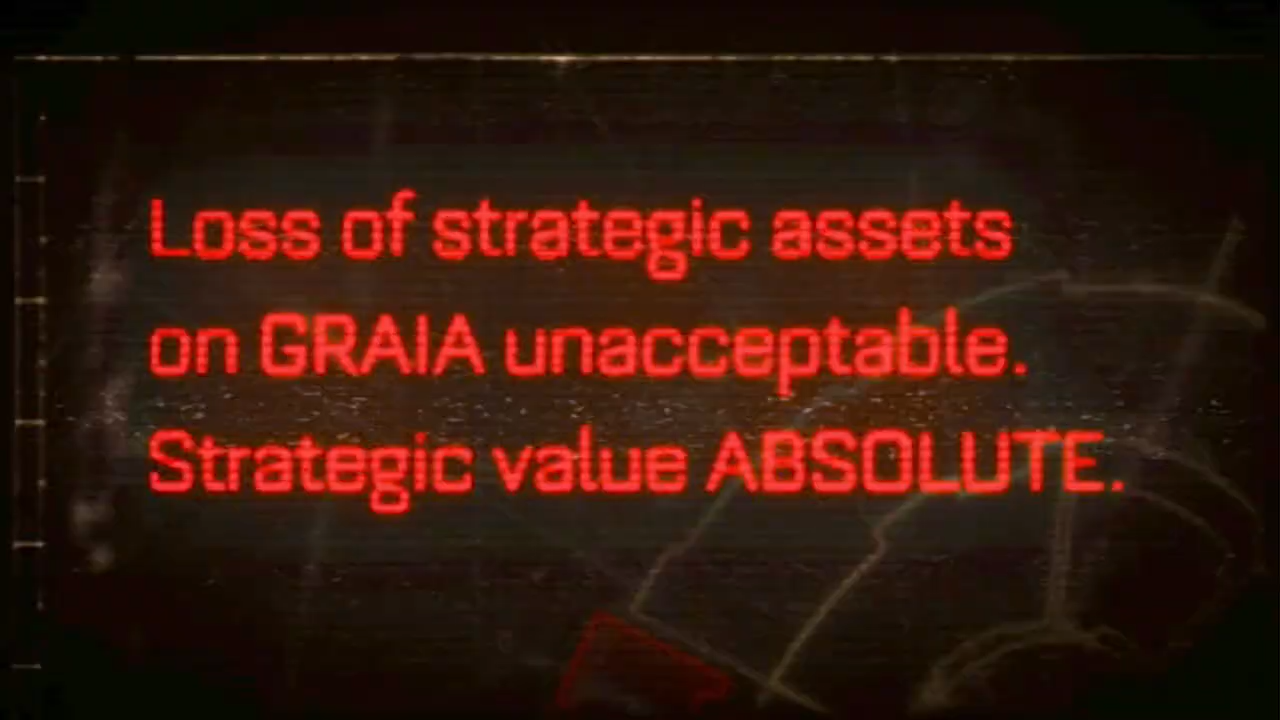 Loss of strategic assets
on GRAIA unacceptable.
Strategic value ABSOLUTE.